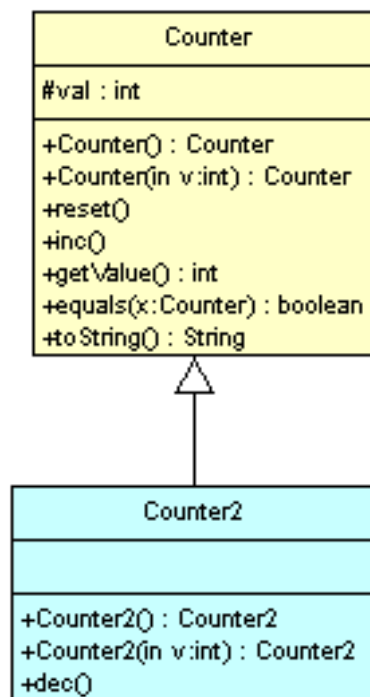 Counter
#val : int
+Counter() : Counter
+Counter(in v:int) : Counter
+reset()
+inc()
+getValue() : int
+equals(x:Counter) : boolean
+toString() : String
Counter2
+Counter2() : Counter2
+Counter2(in v:int) : Counter2
+dec()